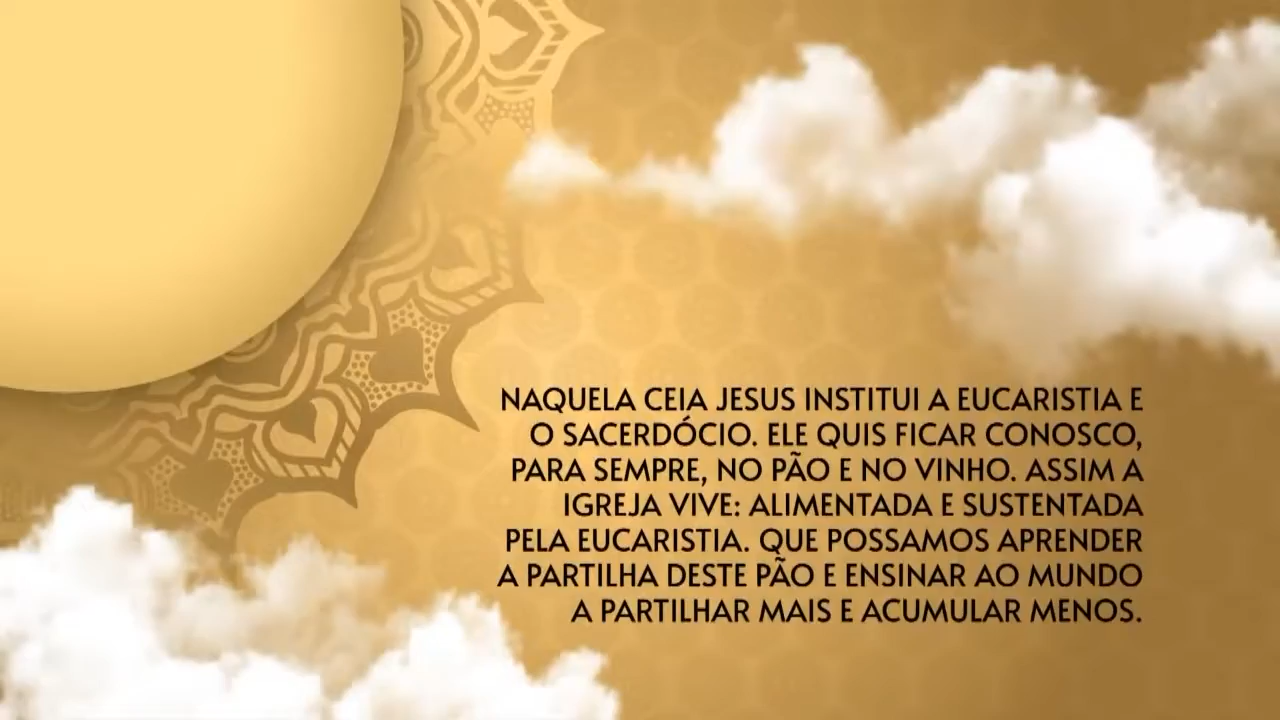 NAQUELA CEIA JESUS INSTITUI A EUCARISTIA E
O SACERDÓCIO. ELE QUIS FICAR CONOSCO,
PARA SEMPRE, NO PÃO E NO VINHO. ASSIM A
IGREJA VIVE: ALIMENTADA E SUSTENTADA
PELA EUCARISTIA. QUE POSSAMOS APRENDER
A PARTILHA DESTE PÃO E ENSINAR AO MUNDO
A PARTILHAR MAIS E ACUMULAR MENOS.